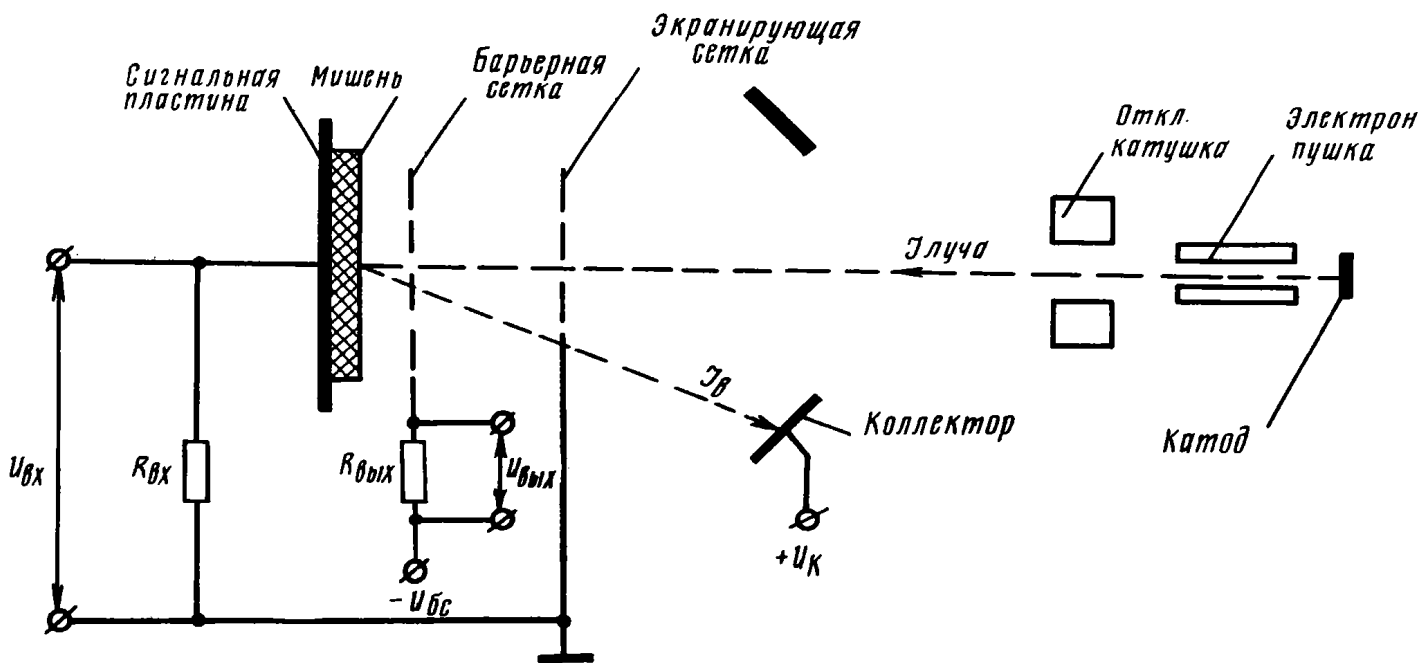 Экранирующая
сетка
Сигнальная
пластина
Мишень
Барьерная
сетка
Откл.
катушка
Электрон
пушка
Iлуча
Iв
Коллектор
Катод
Uвх
Rвх
Rвых
Uвых
+Uк
-Uбс